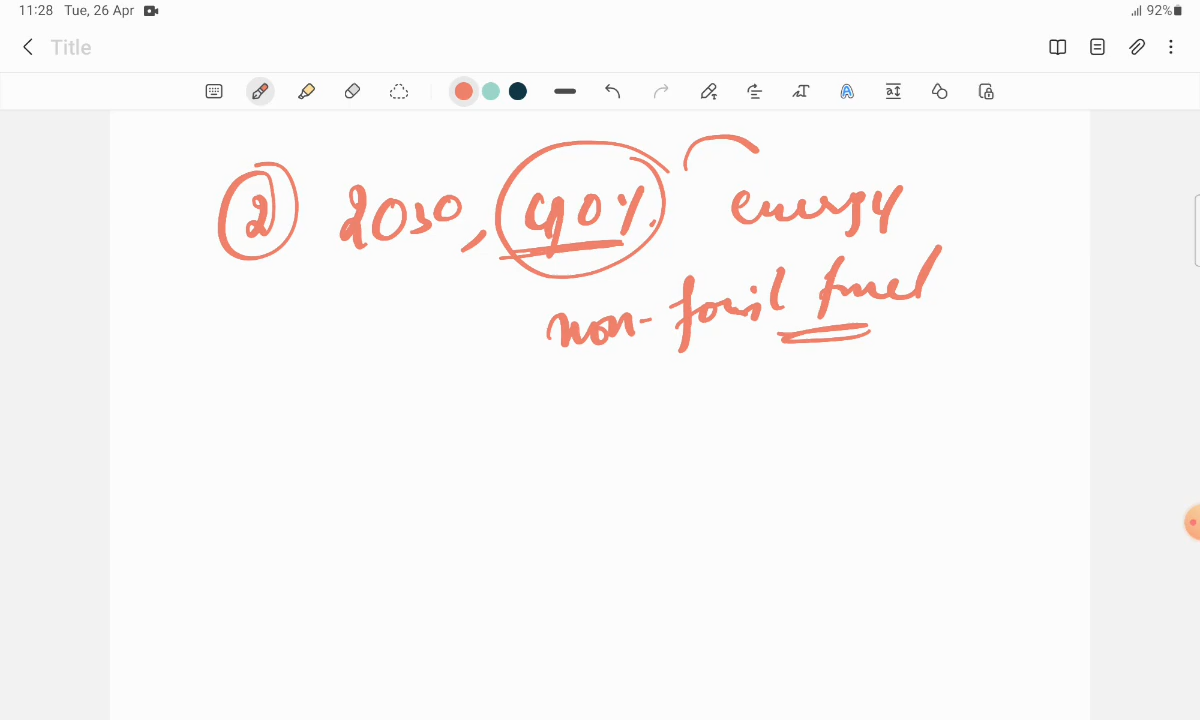 11:28 Tue, 26 Apr 92%
Title
② 2030, 40% energy
non-fossil fuel